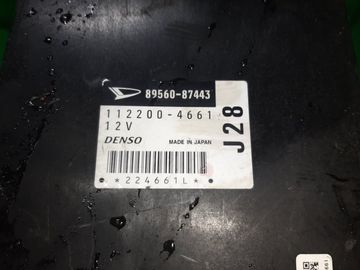 89560-87443
112200-4661
12V
DENSO MADE IN JAPAN
J28
*224661L*